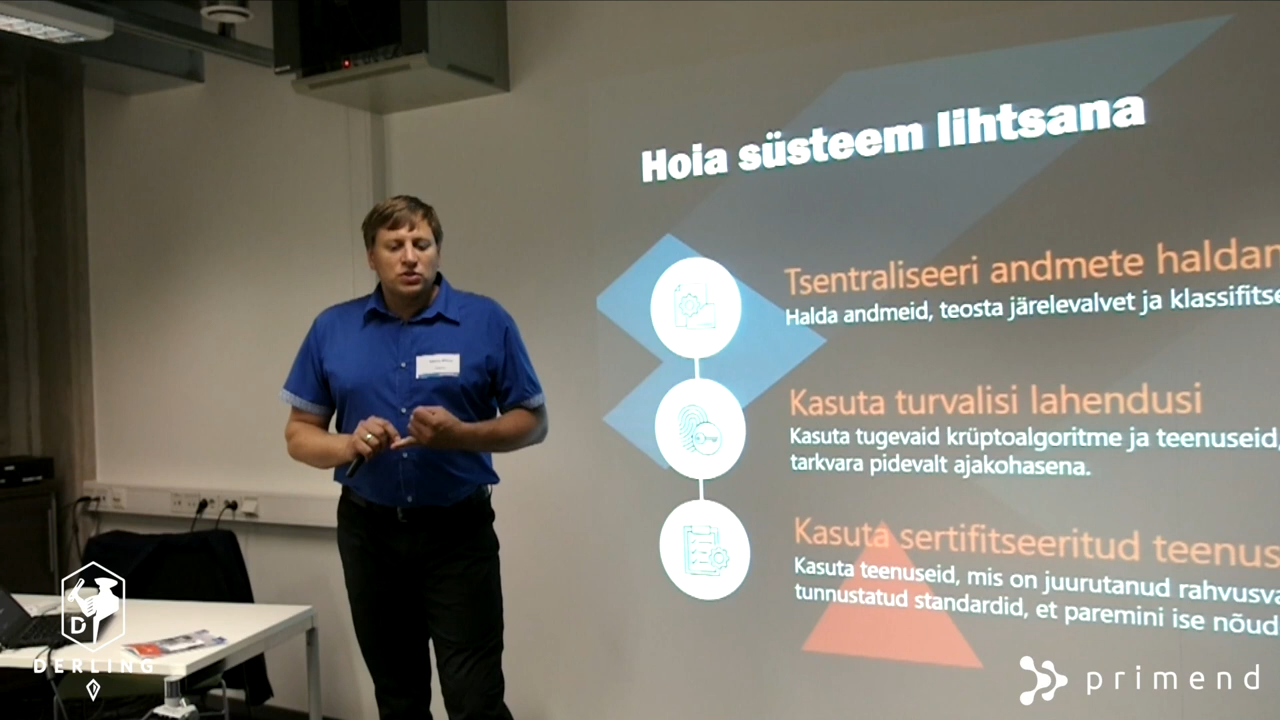 Hoia süsteem lihtsana
Tsentraliseeri andmete haldam
Halda andmeid, teosta järelevalvet ja klassifitse
Kasuta turvalisi lahendusi
Kasuta tugevaid krüptoalgoritme ja teenuseid,
tarkvara pidevalt ajakohasena.
Kasuta sertifitseeritud teenus
Kasuta teenuseid, mis on juurutanud rahvusva
tunnustatud standardid, et paremini ise nõud
D
DERLING
primend